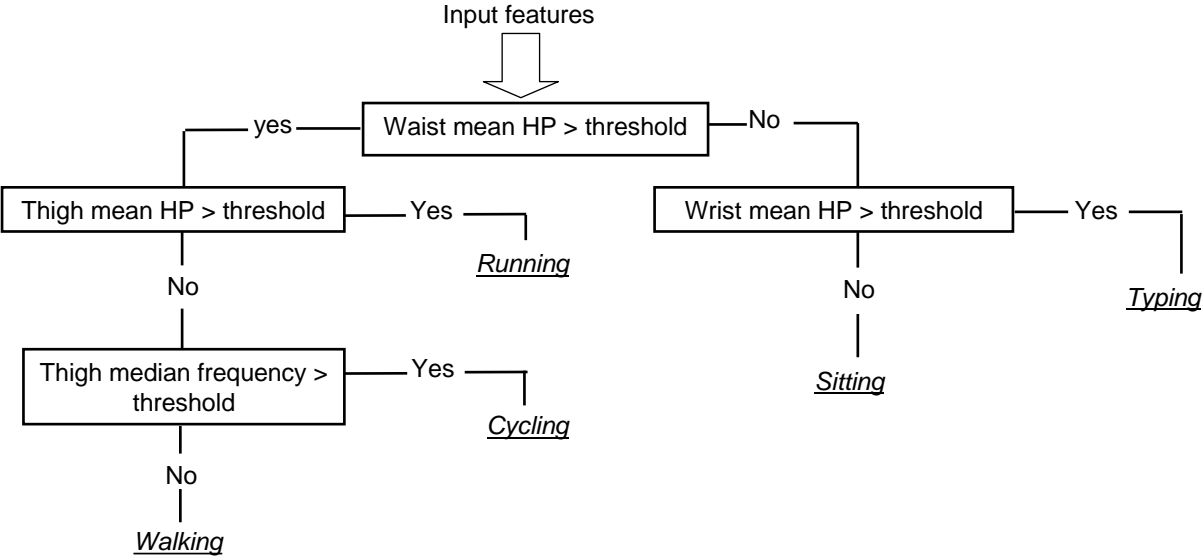 Input features
yes
Waist mean HP > threshold
No
Thigh mean HP > threshold
Yes
Wrist mean HP > threshold
Yes
Running
No
No
Typing
Thigh median frequency >
threshold
Yes
Sitting
Cycling
No
Walking